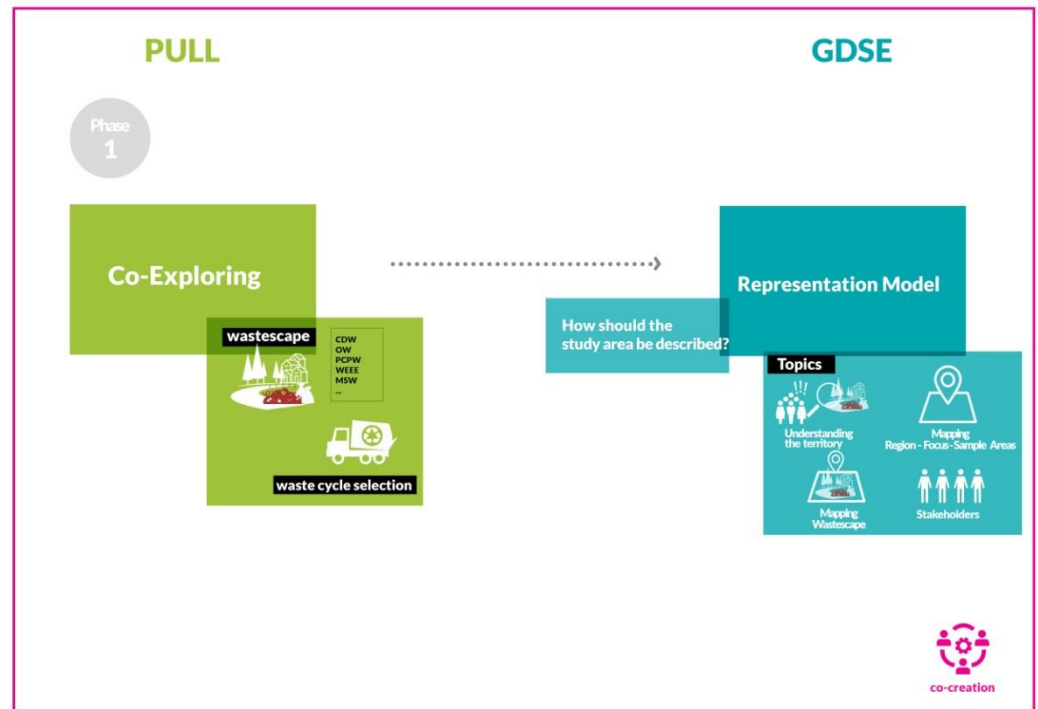 PULL
GDSE
Phase
1
Co-Exploring
Representation Model
How should the
study area be described?
wastescape
CDW
OW
PCPW
WEEE
MSW
...
waste cycle selection
Topics
!!!
Understanding
the territory
Mapping
Region - Focus - Sample Areas
Mapping
Wastescape
Stakeholders
co-creation